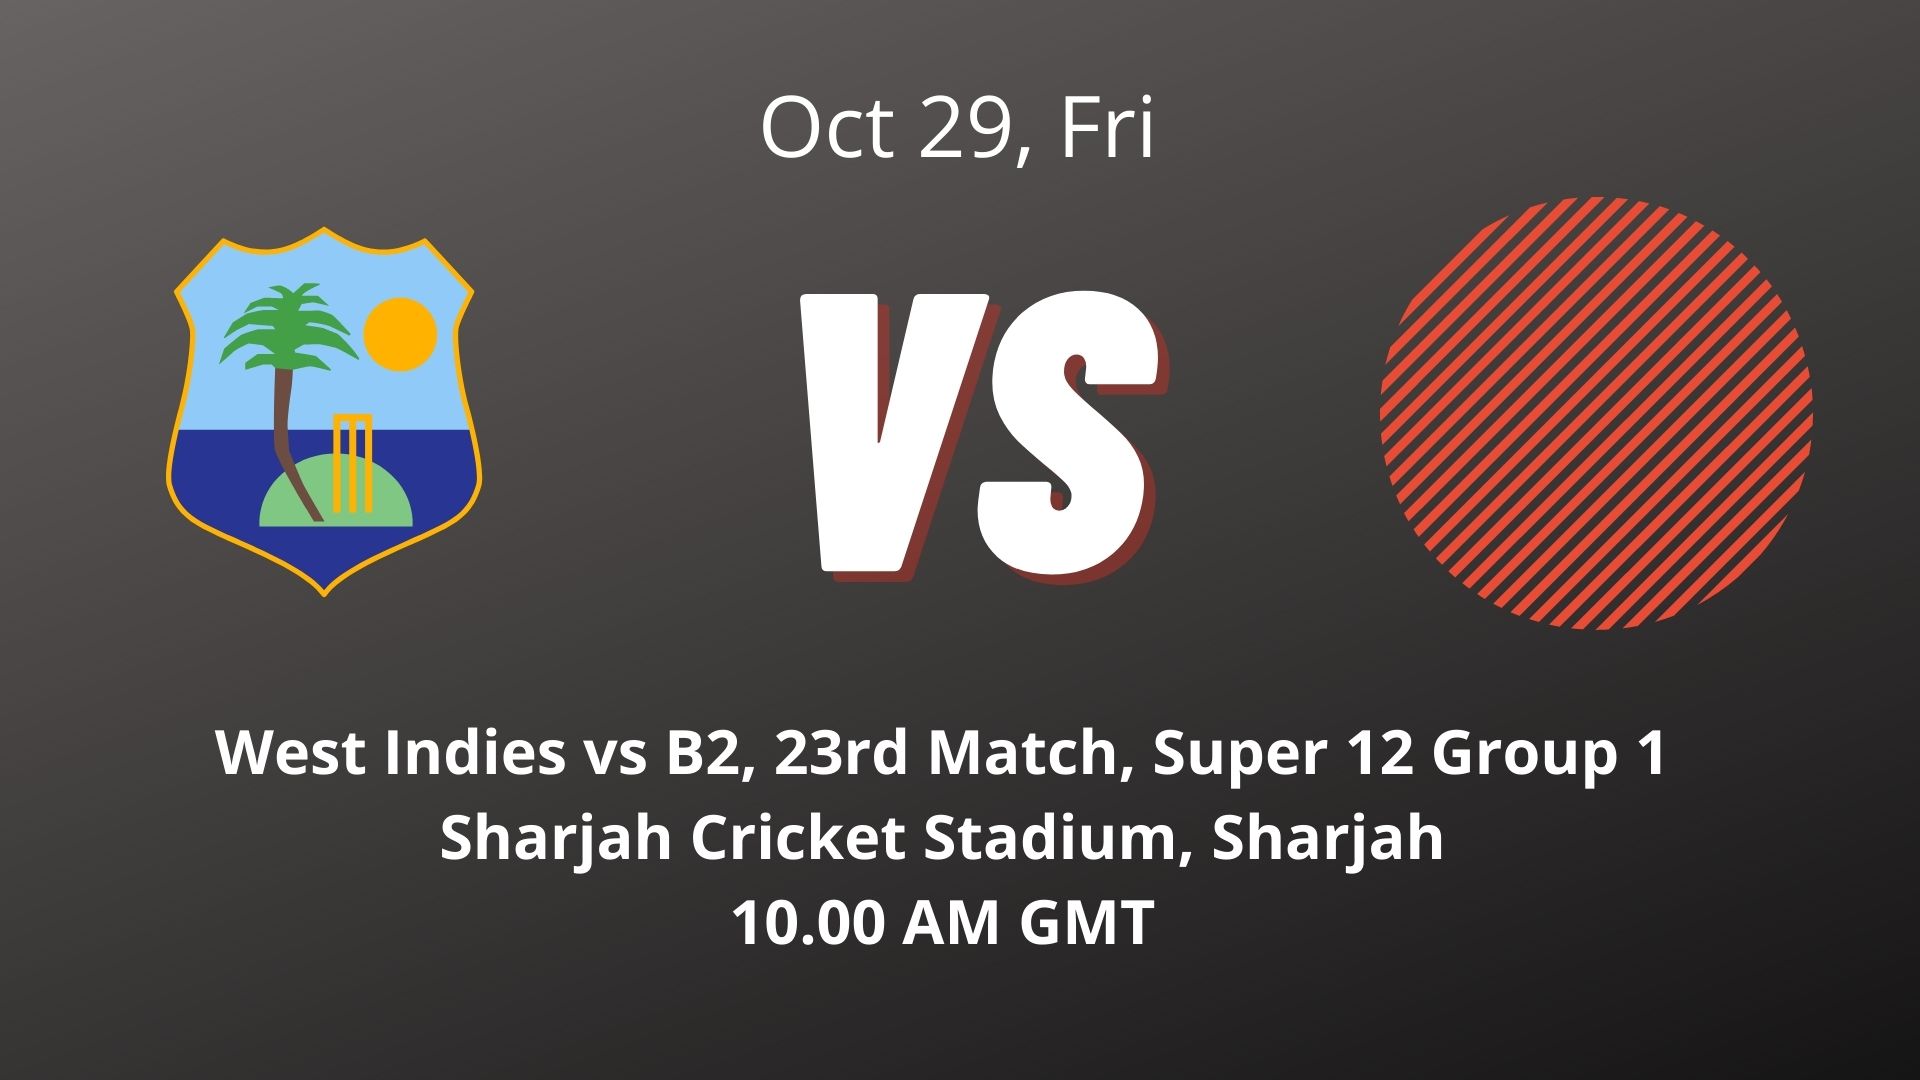 Oct 29, Fri
VS
West Indies vs B2, 23rd Match, Super 12 Group 1
Sharjah Cricket Stadium, Sharjah
10.00 AM GMT